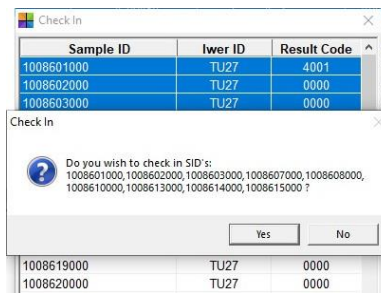 Check In
Sample ID Iwer ID Result Code
1008601000 TU27 4001
1008602000 TU27 0000
1008603000 TU27 0000
Check In
Do you wish to check in SID's:
1008601000,1008602000,1008603000,1008607000,1008608000,
1008610000,1008613000,1008614000,1008615000 ?
Yes No
1008619000 TU27 0000
1008620000 TU27 0000